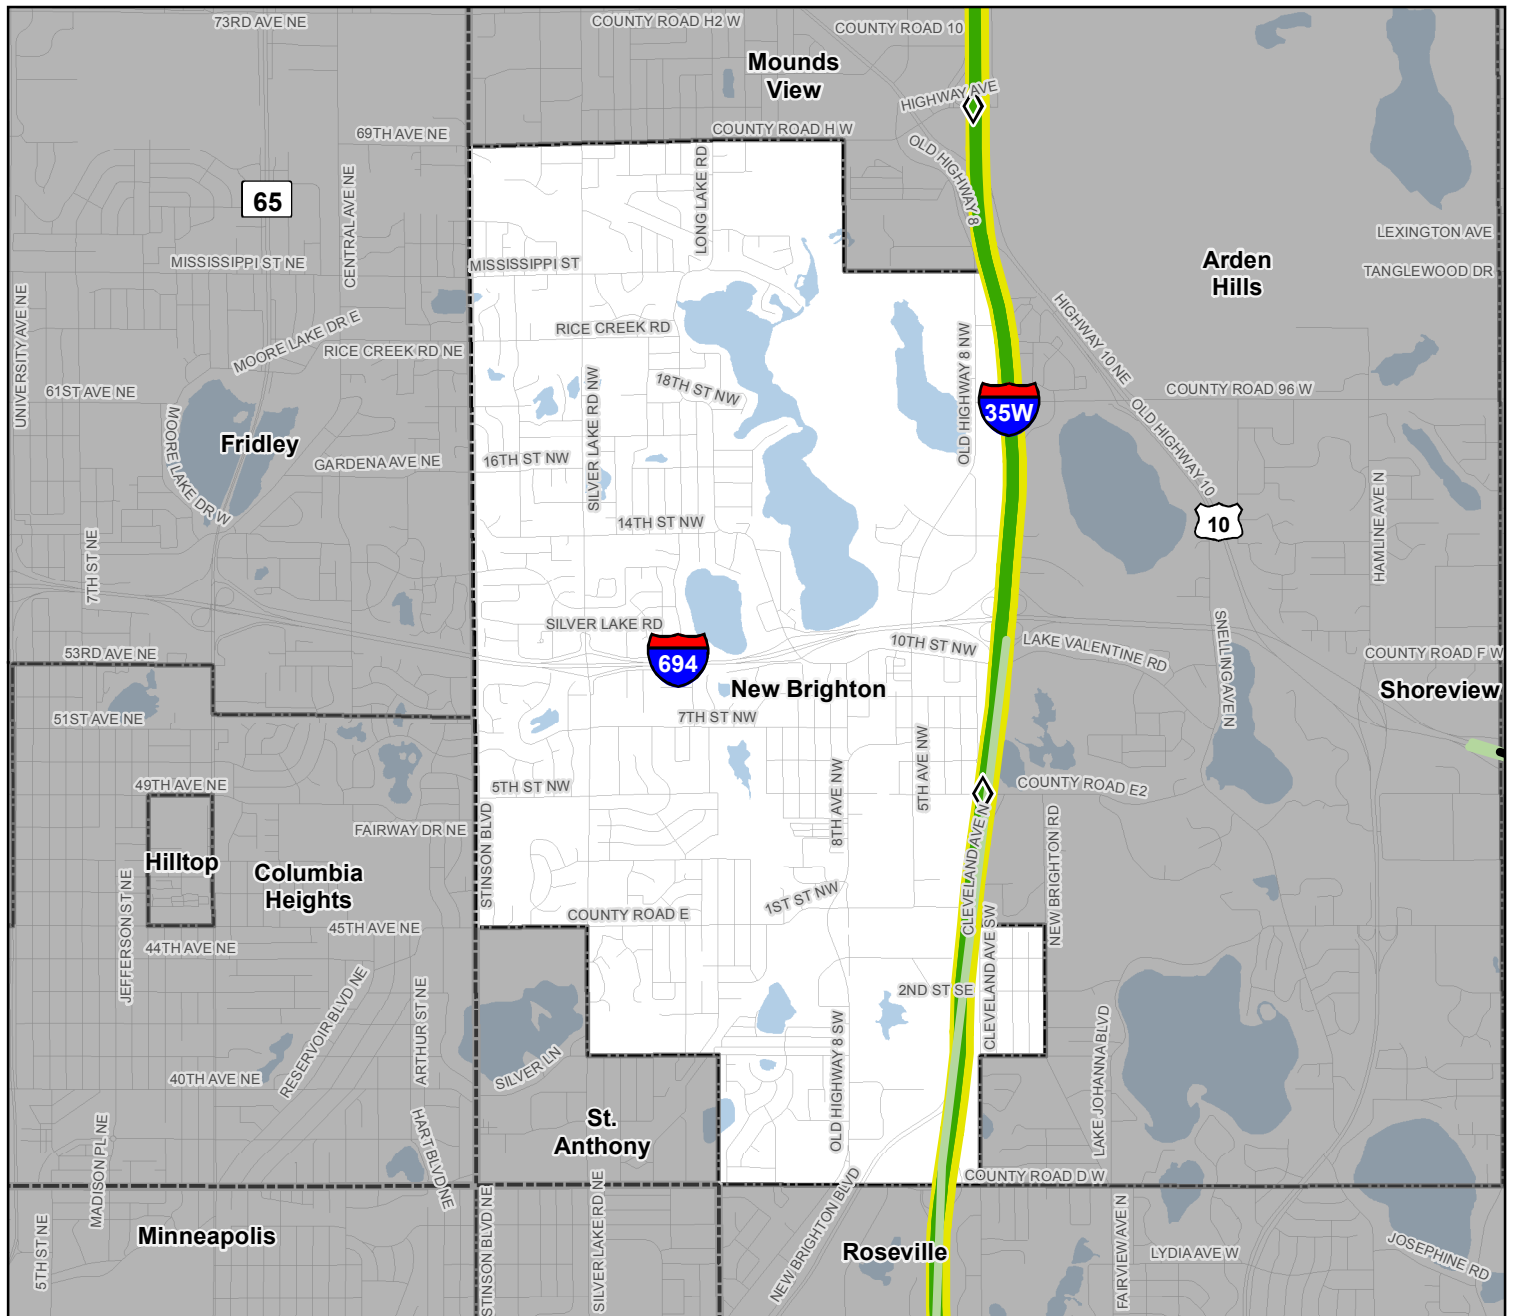 73RD AVE NE
COUNTY ROAD H2 W
COUNTY ROAD 10
Mounds
View
HIGHWAY AVE
69TH AVE NE
COUNTY ROAD H W
OLD HIGHWAY 8
65
CENTRAL AVE NE
LONG LAKE RD
LEXINGTON AVE
MISSISSIPPI ST NE
MISSISSIPPI ST
Arden
Hills
TANGLEWOOD DR
UNIVERSITY AVE NE
MOORE LAKE DR E
RICE CREEK RD NE
RICE CREEK RD
OLD HIGHWAY 8 NW
HIGHWAY 10 NE
61ST AVE NE
SILVER LAKE RD NW
18TH ST NW
35W
COUNTY ROAD 96 W
OLD HIGHWAY 10
MOORE LAKE DR W
Fridley
GARDENA AVE NE
16TH ST NW
14TH ST NW
10
HAMLINE AVE N
7TH ST NE
SILVER LAKE RD
694
10TH ST NW
LAKE VALENTINE RD
SNELLING AVE N
COUNTY ROAD F W
53RD AVE NE
New Brighton
Shoreview
51ST AVE NE
7TH ST NW
49TH AVE NE
5TH ST NW
8TH AVE NW
5TH AVE NW
COUNTY ROAD E2
FAIRWAY DR NE
STINSON BLVD
CLEVELAND AVE N
NEW BRIGHTON RD
Hilltop
Columbia
Heights
JEFFERSON ST NE
1ST ST NW
COUNTY ROAD E
45TH AVE NE
44TH AVE NE
CLEVELAND AVE SW
2ND ST SE
RESERVOIR BLVD NE
ARTHUR ST NE
OLD HIGHWAY 8 SW
LAKE JOHANNA BLVD
SILVER LN
40TH AVE NE
St.
Anthony
MADISON PL NE
HART BLVD NE
COUNTY ROAD D W
NEW BRIGHTON BLVD
5TH ST NE
Minneapolis
STINSON BLVD NE
SILVER LAKE RD NE
Roseville
FAIRVIEW AVE N
LYDIA AVE W
JOSEPHINE RD